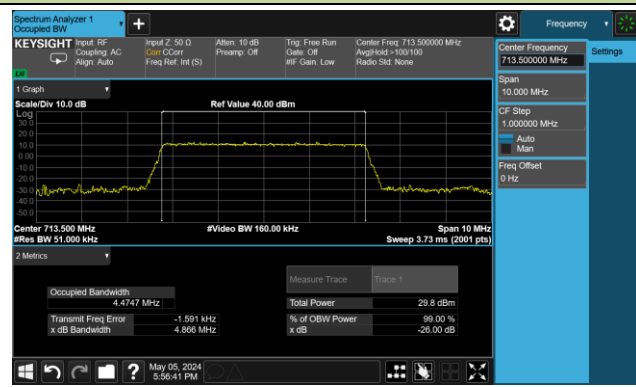 Spectrum Analyzer 1
Occupied BW
Frequency
KEYSIGHT
Input: RF
Coupling: AC
Align: Auto
Input Z: 50 Ω
Corr CCorr
Freq Ref: Int (S)
Atten: 10 dB
Preamp: Off
Trig: Free Run
Gate: Off
#IF Gain: Low
Center Freq: 713.500000 MHz
Avg|Hold:>100/100
Radio Std: None
LXI
Center Frequency
713.500000 MHz
Settings
Span
10.000 MHz
CF Step
1.000000 MHz
Auto
Man
Freq Offset
0 Hz
1 Graph
Scale/Div 10.0 dB
Ref Value 40.00 dBm
Log
30.0
20.0
10.0
0.00
-10.0
-20.0
-30.0
-40.0
-50.0
Center 713.500 MHz
#Video BW 160.00 kHz
Span 10 MHz
#Res BW 51.000 kHz
Sweep 3.73 ms (2001 pts)
2 Metrics
Measure Trace
Trace 1
Occupied Bandwidth
4.4747 MHz
Total Power
29.8 dBm
Transmit Freq Error
-1.591 kHz
% of OBW Power
99.00 %
x dB Bandwidth
4.866 MHz
x dB
-26.00 dB
?
May 05, 2024
5:56:41 PM